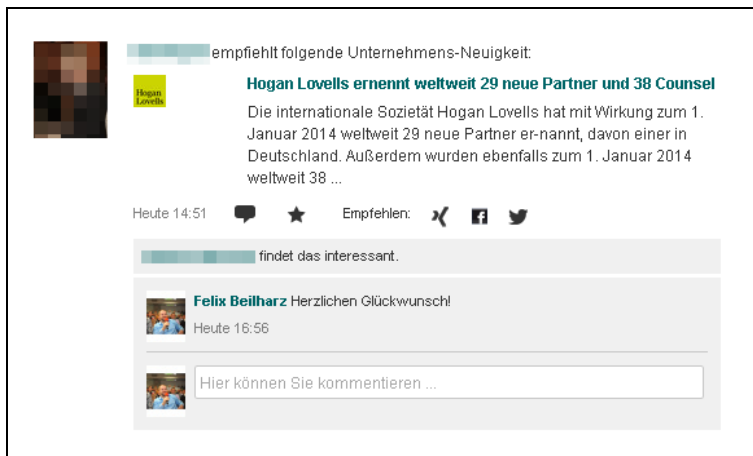 empfiehlt folgende Unternehmens-Neuigkeit:
Hogan
Lovells
Hogan Lovells ernennt weltweit 29 neue Partner und 38 Counsel
Die internationale Sozietät Hogan Lovells hat mit Wirkung zum 1.
Januar 2014 weltweit 29 neue Partner er-nannt, davon einer in
Deutschland. Außerdem wurden ebenfalls zum 1. Januar 2014
weltweit 38 ...
Heute 14:51 Empfehlen:
findet das interessant.
Felix Beilharz Herzlichen Glückwunsch!
Heute 16:56
Hier können Sie kommentieren ...